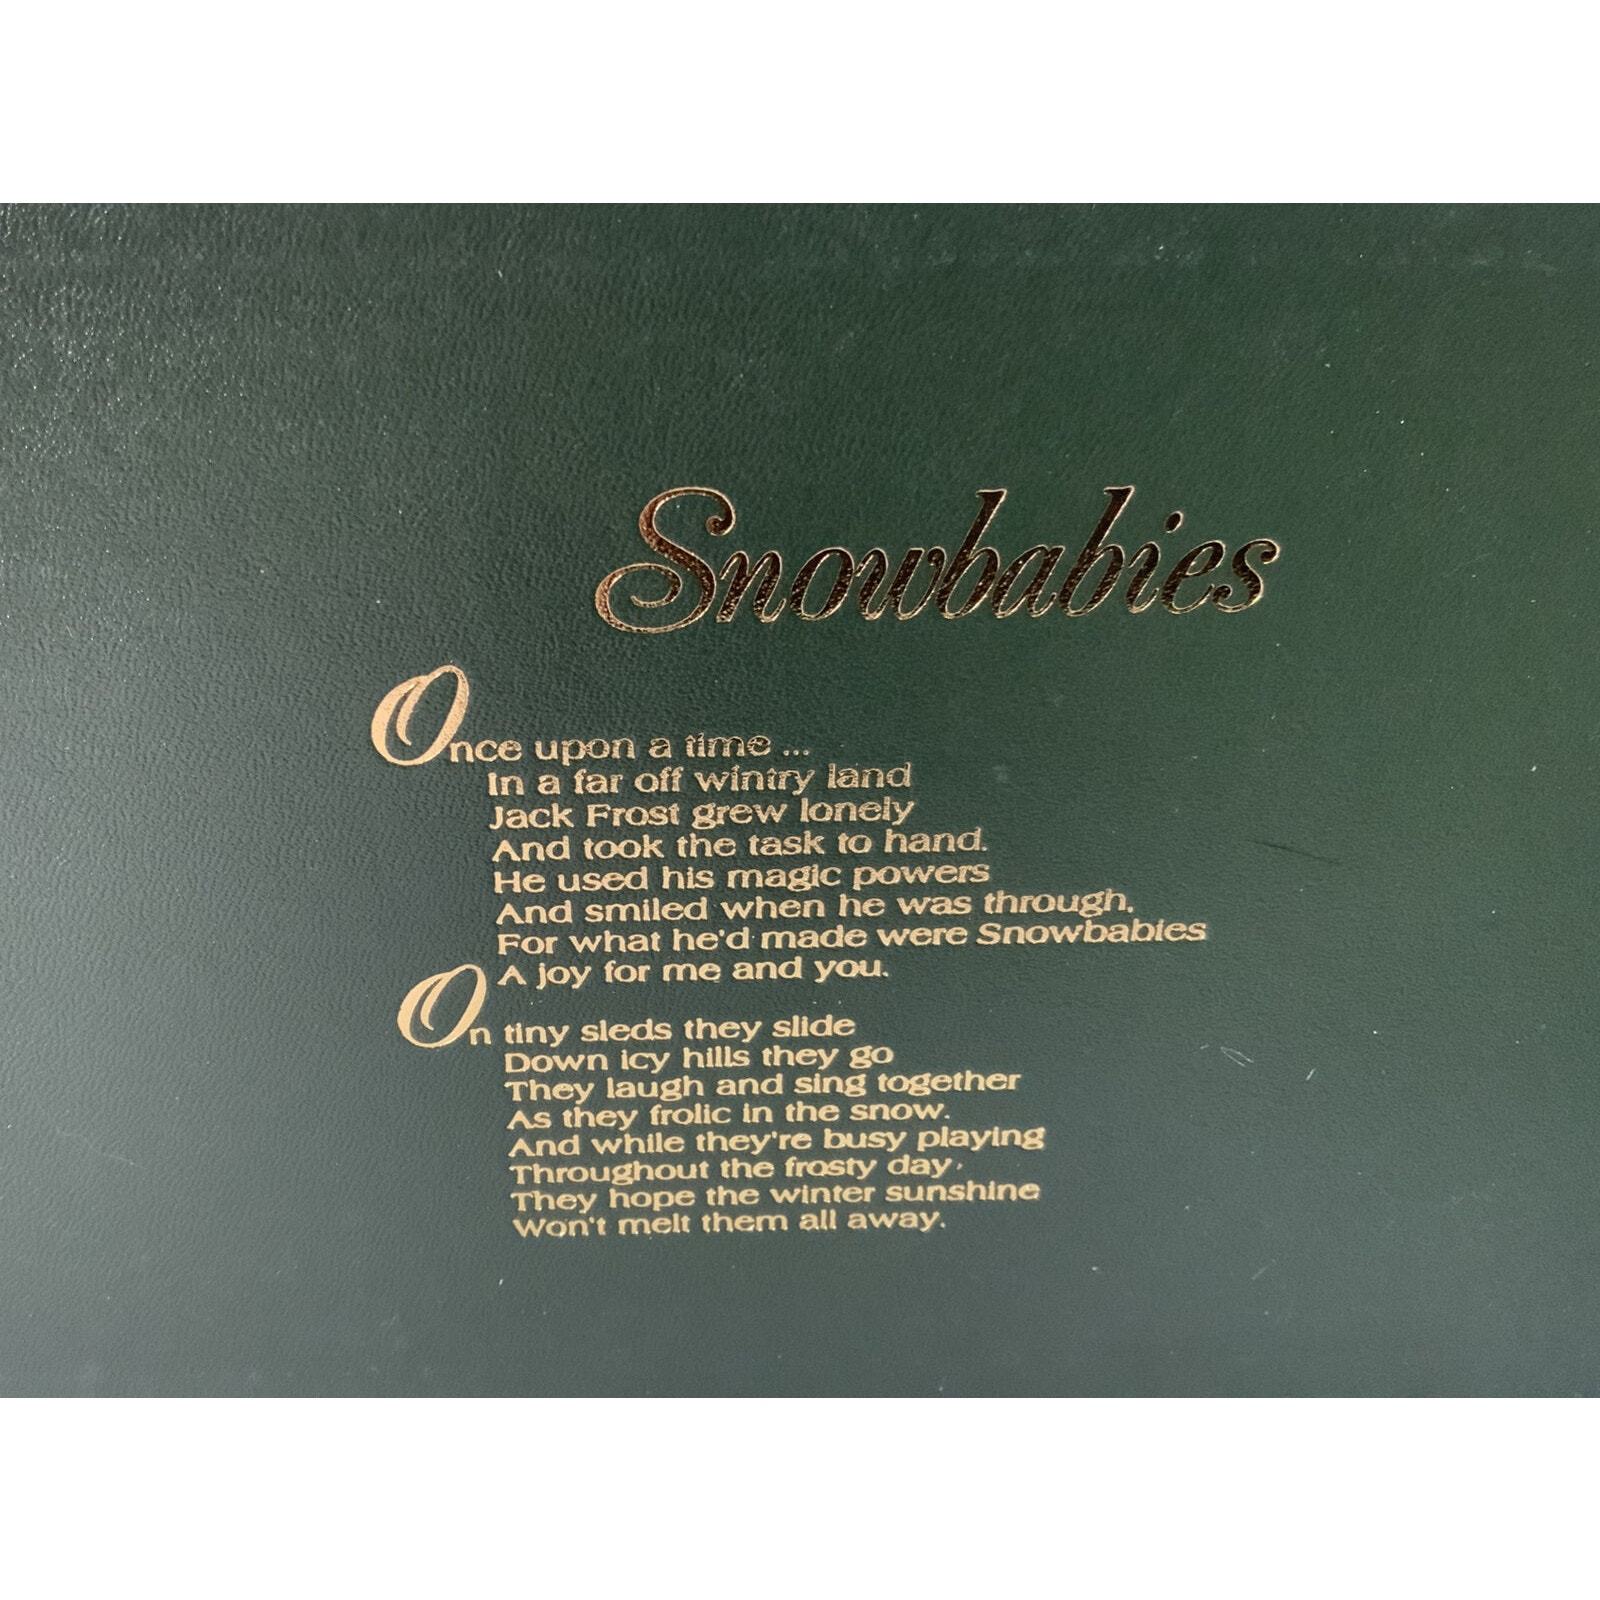 Snowbabies
Once upon a time ...
In a far off wintry land
Jack Frost grew lonely
And took the task to hand.
He used his magic powers
And smiled when he was through,
For what he'd made were Snowbabies
A joy for me and you.
On tiny sleds they slide
Down icy hills they go
They laugh and sing together
As they frolic in the snow.
And while they're busy playing
Throughout the frosty day,
They hope the winter sunshine
Won't melt them all away.